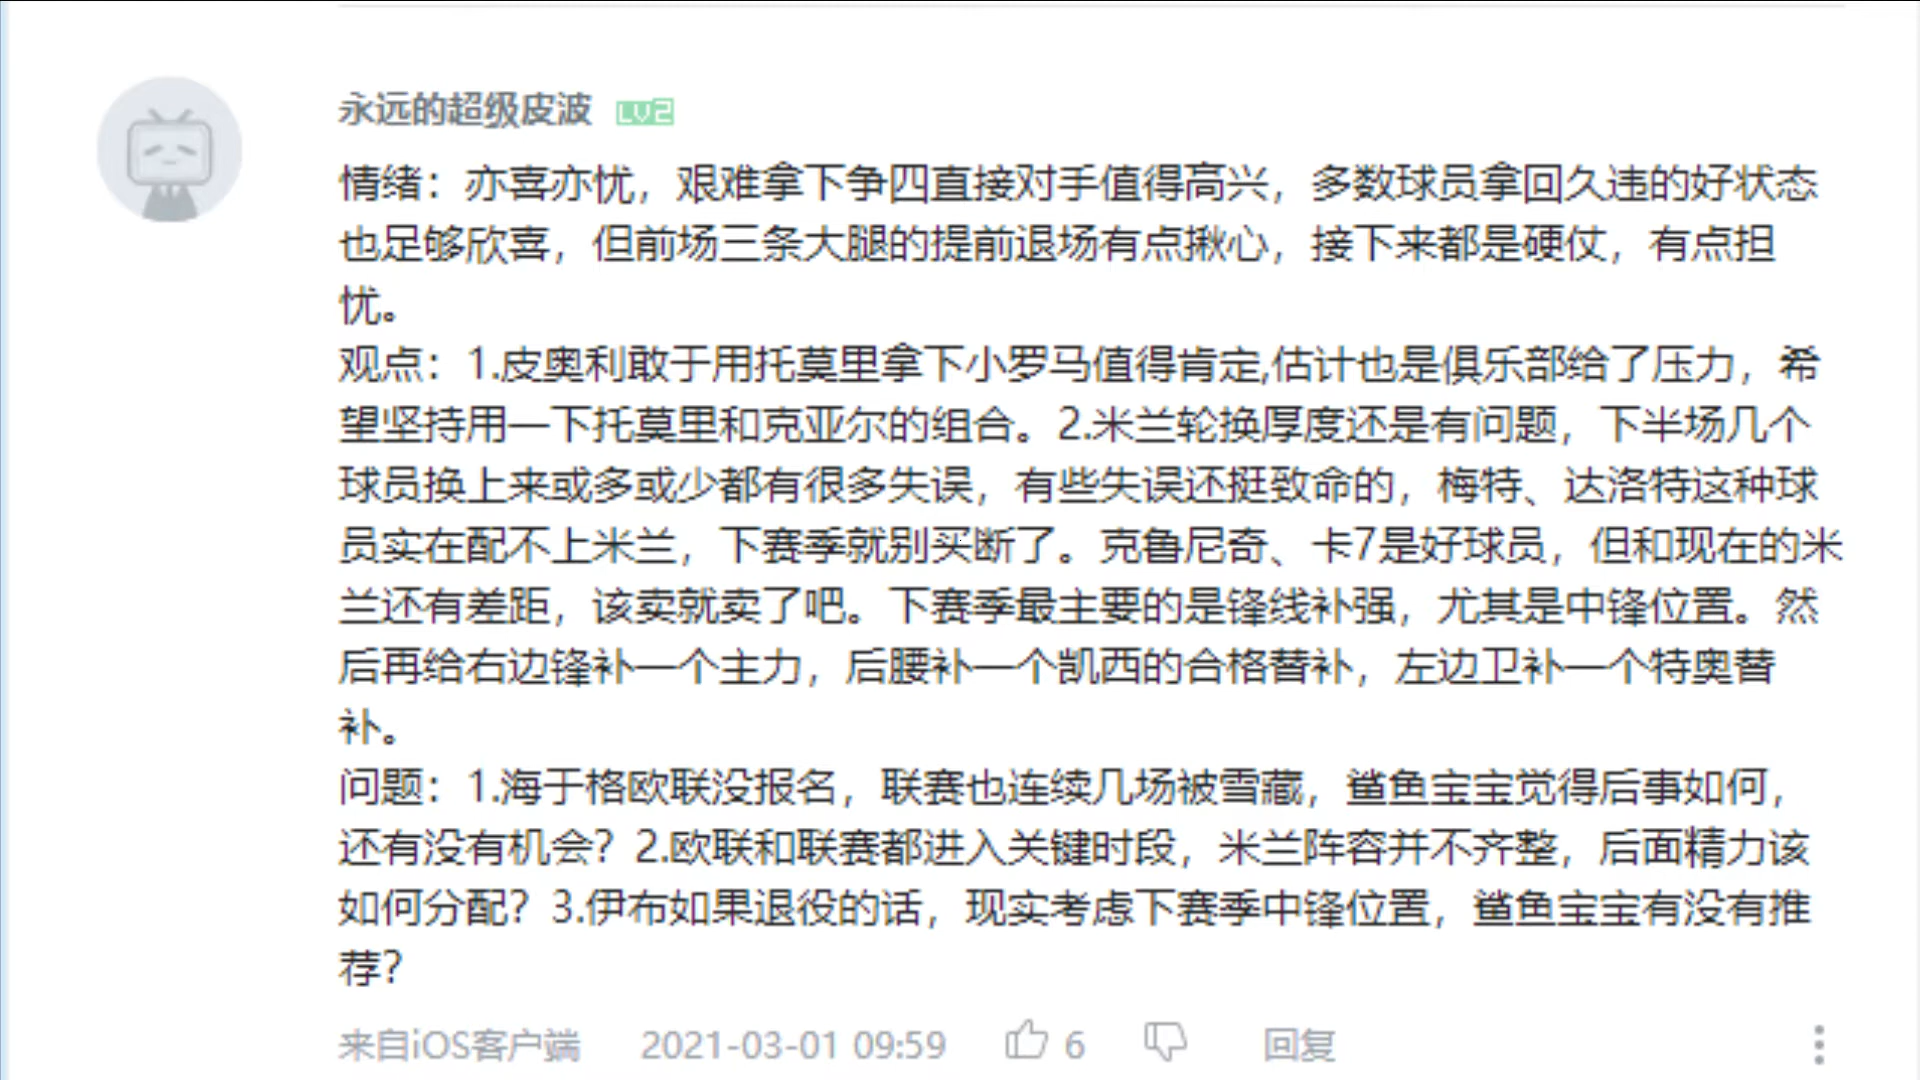 永远的超级皮波 LV2
情绪：亦喜亦忧，艰难拿下争四直接对手值得高兴，多数球员拿回久违的好状态
也足够欣喜，但前场三条大腿的提前退场有点揪心，接下来都是硬仗，有点担
忧。
观点：1.皮奥利敢于用托莫里拿下小罗马值得肯定,估计也是俱乐部给了压力，希
望坚持用一下托莫里和克亚尔的组合。2.米兰轮换厚度还是有问题，下半场几个
球员换上来或多或少都有很多失误，有些失误还挺致命的，梅特、达洛特这种球
员实在配不上米兰，下赛季就别买断了。克鲁尼奇、卡7是好球员，但和现在的米
兰还有差距，该卖就卖了吧。下赛季最主要的是锋线补强，尤其是中锋位置。然
后再给右边锋补一个主力，后腰补一个凯西的合格替补，左边卫补一个特奥替
补。
问题：1.海于格欧联没报名，联赛也连续几场被雪藏，鲨鱼宝宝觉得后事如何，
还有没有机会？2.欧联和联赛都进入关键时段，米兰阵容并不齐整，后面精力该
如何分配？3.伊布如果退役的话，现实考虑下赛季中锋位置，鲨鱼宝宝有没有推
荐？
来自iOS客户端 2021-03-01 09:59 6 回复